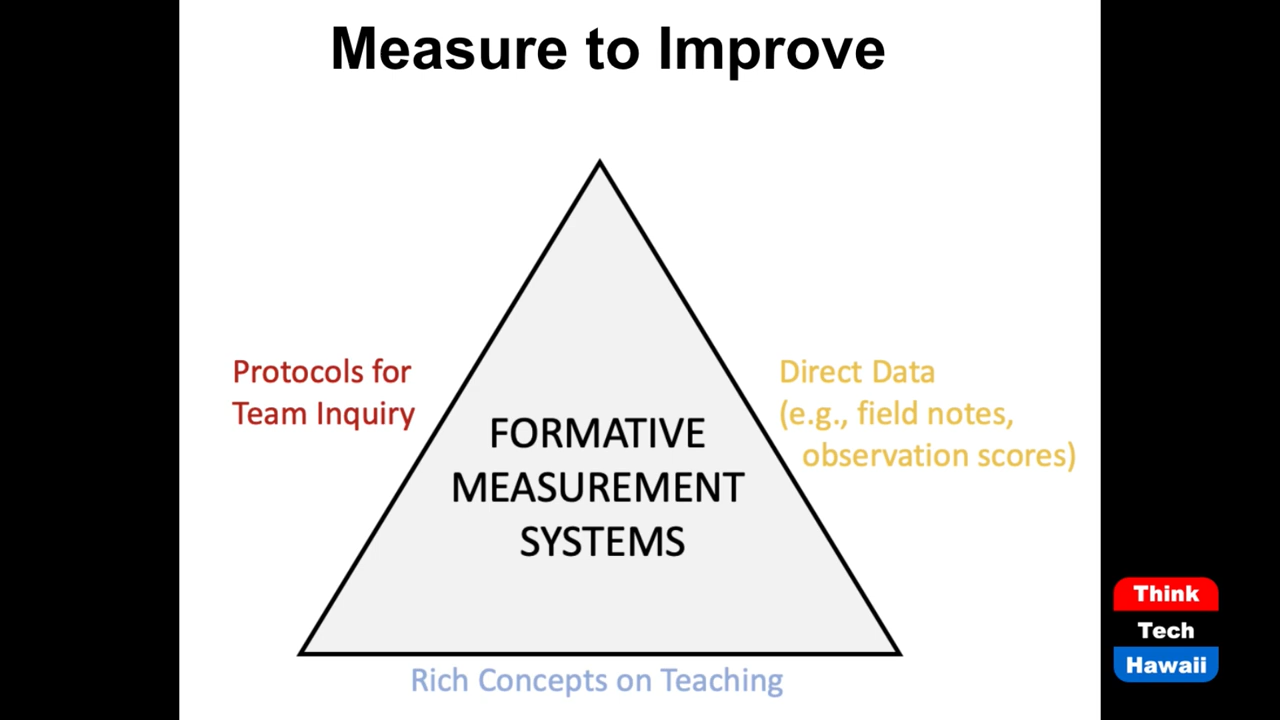 Measure to Improve
Protocols for
Team Inquiry
Direct Data
(e.g., field notes,
observation scores)
FORMATIVE
MEASUREMENT
SYSTEMS
Rich Concepts on Teaching
Think
Tech
Hawaii